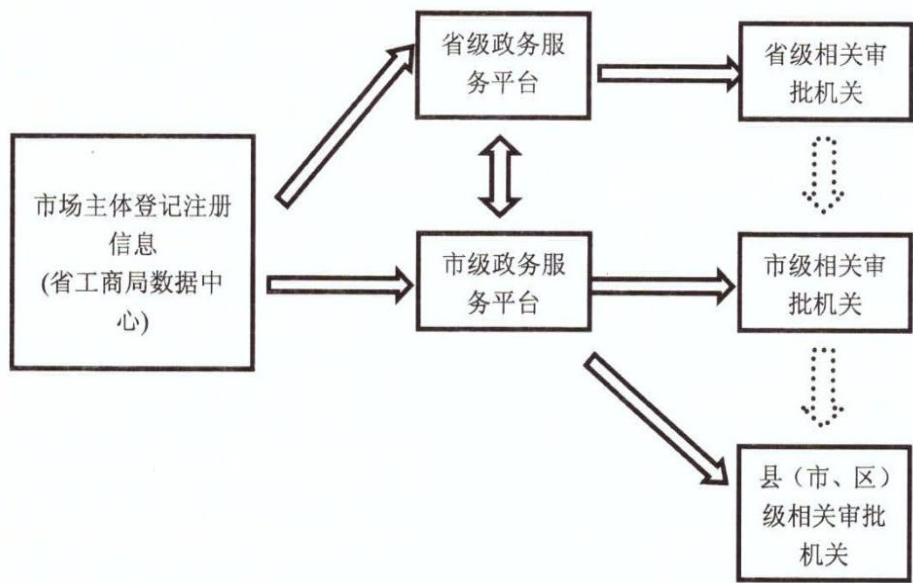 省级政务服
务平台
省级相关审
批机关
市场主体登记注册
信息
(省工商局数据中
心)
市级政务服
务平台
市级相关审
批机关
县（市、区）
级相关审批
机关